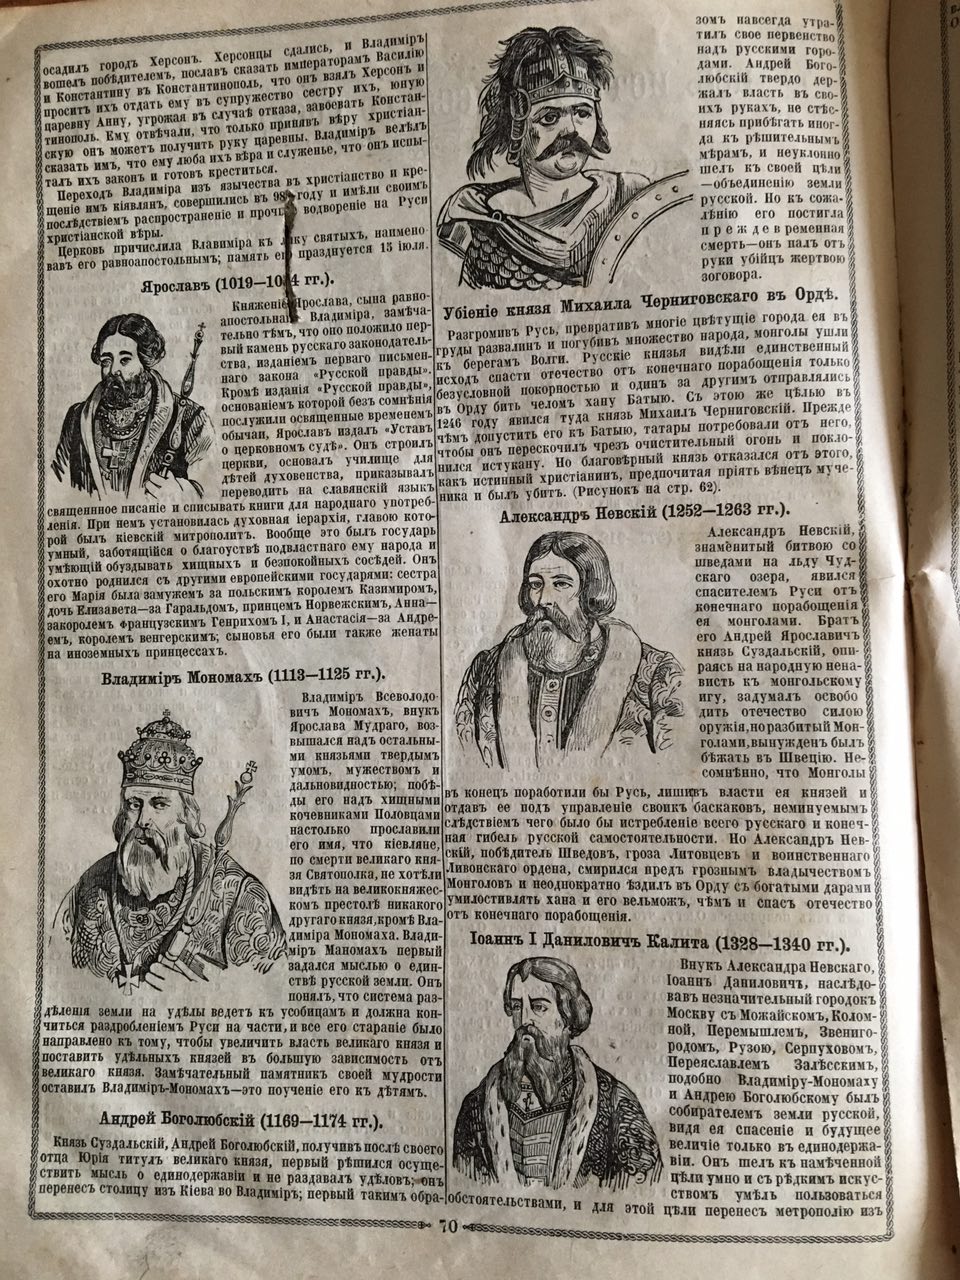 осадилъ городъ Херсонъ. Херсонцы сдались, и Владиміръ
вошелъ побѣдителемъ, пославъ сказать императорамъ Василію
и Константину въ Константинополь, что онъ взялъ Херсонъ и
проситъ ихъ отдать ему въ супружество сестру ихъ, юную
царевну Анну, угрожая въ случаѣ отказа, завоевать Констан-
тинополь. Ему отвѣчали, что только принявъ вѣру христіан-
скую онъ можетъ получить руку царевны. Владиміръ велѣлъ
сказать имъ, что ему люба ихъ вѣра и служенье, что онъ испы-
талъ ихъ законъ и готовъ креститься.
Переходъ Владиміра изъ язычества въ христіанство и кре-
щеніе имъ кіявлянъ, совершились въ 98 году и имѣли своимъ
послѣдствіемъ распространеніе и водвореніе на Руси
христіанской вѣры.
Церковь причислила Влавиміра къ лику святыхъ, наимено
вавъ его равноапостольнымъ; память его празднуется 15 іюля.
Ярославъ (1019—10 4 гг.).
Княженіе Ярослава, сына равно-
апостольнаго Владиміра, замѣча-
тельно тѣмъ, что оно положило пер-
вый камень русскаго законодатель-
ства, изданіемъ перваго письмен-
наго закона «Русской правды».
Кромѣ изданія «Русской правды»,
основаніемъ которой безъ сомнѣнія
послужили освященные временемъ
обычаи, Ярославъ издалъ «Уставъ
о церковномъ судѣ». Онъ строилъ
церкви, основалъ училище для
дѣтей духовенства, приказывалъ
переводить на славянскій языкъ
священное писаніе и списывать книги для народнаго употреб-
ленія. При немъ установилась духовная іерархія, главою кото-
рой былъ кіевскій митрополитъ. Вообще это былъ государь
умный, заботящійся о благоустѣ подвластнаго ему народа и
умѣющій обуздывать хищныхъ и безпокойныхъ сосѣдей. Онъ
охотно роднился съ другими европейскими государями: сестра
его Марія была замужемъ за польскимъ королемъ Казимиромъ,
дочь Елизавета—за Гаральдомъ, принцемъ Норвежскимъ, Анна—
закоролемъ французскимъ Генрихомъ I, и Анастасія—за Андре-
емъ, королемъ венгерскимъ; сыновья его были также женаты
на иноземныхъ принцессахъ.
Владиміръ Мономахъ (1113—1125 гг.).
Владиміръ Всеволодо-
вичъ Мономахъ, внукъ
Ярослава Мудраго, воз-
вышался надъ остальны-
ми князьями твердымъ
умомъ, мужествомъ и
дальновидностью; побѣ-
ды его надъ хищными
кочевниками Половцами
настолько прославили
его имя, что кіевляне,
по смерти великаго кня-
зя Святополка, не хотѣли
видѣть на великокняжес-
комъ престолѣ никакого
другаго князя, кромѣ Вла-
диміра Мономаха. Влади-
міръ Маномахъ первый
задался мыслью о един-
ствѣ русской земли. Онъ
понялъ, что система раз-
дѣленія земли на удѣлы ведетъ къ усобицамъ и должна кон-
читься раздробленіемъ Руси на части, и все его стараніе было
направлено къ тому, чтобы увеличить власть великаго князя и
поставить удѣльныхъ князей въ большую зависимость отъ
великаго князя. Замѣчательный памятникъ своей мудрости
оставилъ Владиміръ-Мономахъ—это поученіе его къ дѣтямъ.
Андрей Боголюбскій (1169—1174 гг.).
Князь Суздальскій, Андрей Боголюбскій, получивъ послѣ своего
отца Юрія титулъ великаго князя, первый рѣшился осуще-
ствить мысль о единодержавіи и не раздавалъ удѣловъ; онъ
перенесъ столицу изъ Кіева во Владиміръ; первый такимъ обра-
зомъ навсегда утра-
тилъ свое первенство
надъ русскими горо-
дами. Андрей Бого-
любскій твердо дер-
жалъ власть въ сво-
ихъ рукахъ, не стѣс-
няясь прибѣгать иног-
да къ рѣшительнымъ
мѣрамъ, и неуклонно
шелъ къ своей цѣли
—объединенію земли
русской. Но къ сожа-
лѣнію его постигла
преждевременная
смерть—онъ палъ отъ
руки убійцъ жертвою
зоговора.
Убіеніе князя Михаила Черниговскаго въ Ордѣ.
Разгромивъ Русь, превративъ многіе цвѣтущіе города ея въ
груды развалинъ и погубивъ множество народа, монголы ушли
къ берегамъ Волги. Русскіе князья видѣли единственный
исходъ спасти отечество отъ конечнаго порабощенія только
безусловной покорностью и одинъ за другимъ отправлялись
въ Орду бить челомъ хану Батыю. Съ этою же цѣлью въ
1246 году явился туда князь Михаилъ Черниговскій. Прежде
чѣмъ допустить его къ Батыю, татары потребовали отъ него,
чтобы онъ перескочилъ чрезъ очистительный огонь и покло-
нился истукану. Но благовѣрный князь отказался отъ этого,
какъ истинный христіанинъ, предпочитая пріять вѣнецъ муче-
ника и былъ убитъ. (Рисунокъ на стр. 62).
Александръ Невскій (1252—1263 гг.).
Александръ Невскій,
знаменитый битвою со
шведами на льду Чуд-
скаго озера, явился
спасителемъ Руси отъ
конечнаго порабощенія
ея монголами. Братъ
его Андрей Ярославичъ
князь Суздальскій, опи-
раясь на народную нена-
висть къ монгольскому
игу, задумалъ освобо
дить отечество силою
оружія, но разбитый Мон-
голами, вынужденъ былъ
бѣжать въ Швецію. Не-
сомнѣнно, что Монголы
въ конецъ поработили бы Русь, лишивъ власти ея князей и
отдавъ ее подъ управленіе своихъ баскаковъ, неминуемымъ
слѣдствіемъ чего было бы истребленіе всего русскаго и конеч-
ная гибель русской самостоятельности. Но Александръ Нев-
скій, побѣдитель Шведовъ, гроза Литовцевъ и воинственнаго
Ливонскаго ордена, смирился предъ грознымъ владычествомъ
Монголовъ и неоднократно ѣздилъ въ Орду съ богатыми дарами
умилостивлять хана и его вельможъ, чѣмъ и спасъ отечество
отъ конечнаго порабощенія.
Іоаннъ I Даниловичъ Калита (1328—1340 гг.).
Внукъ Александра Невскаго,
Іоаннъ Даниловичъ, наслѣдо-
вавъ незначительный городокъ
Москву съ Можайскомъ, Колом-
ной, Перемышлемъ, Звениго-
родомъ, Рузою, Серпуховомъ,
Переяславлемъ Залѣсскимъ,
подобно Владиміру-Мономаху
и Андрею Боголюбскому былъ
собирателемъ земли русской,
видя ея спасеніе и будущее
величіе только въ единодержа-
віи. Онъ шелъ къ намѣченной
цѣли умно и съ рѣдкимъ искус-
ствомъ умѣлъ пользоваться
обстоятельствами, и для этой цѣли перенесъ метрополію изъ
70